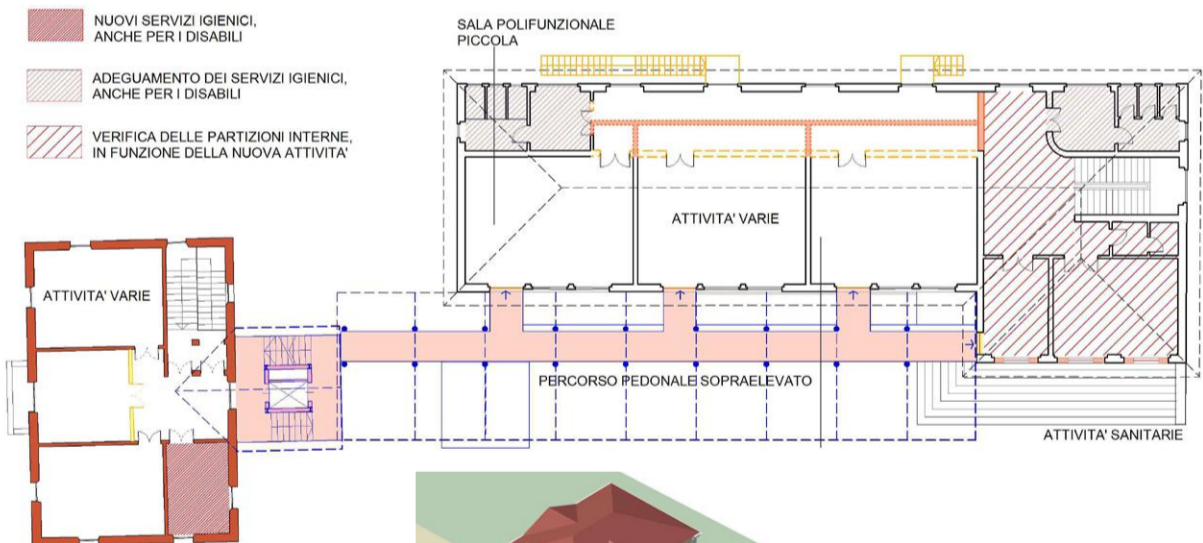 NUOVI SERVIZI IGIENICI,
ANCHE PER I DISABILI
ADEGUAMENTO DEI SERVIZI IGIENICI,
ANCHE PER I DISABILI
VERIFICA DELLE PARTIZIONI INTERNE,
IN FUNZIONE DELLA NUOVA ATTIVITA'
SALA POLIFUNZIONALE
PICCOLA
ATTIVITA' VARIE
ATTIVITA' VARIE
PERCORSO PEDONALE SOPRAELEVATO
ATTIVITA' SANITARIE